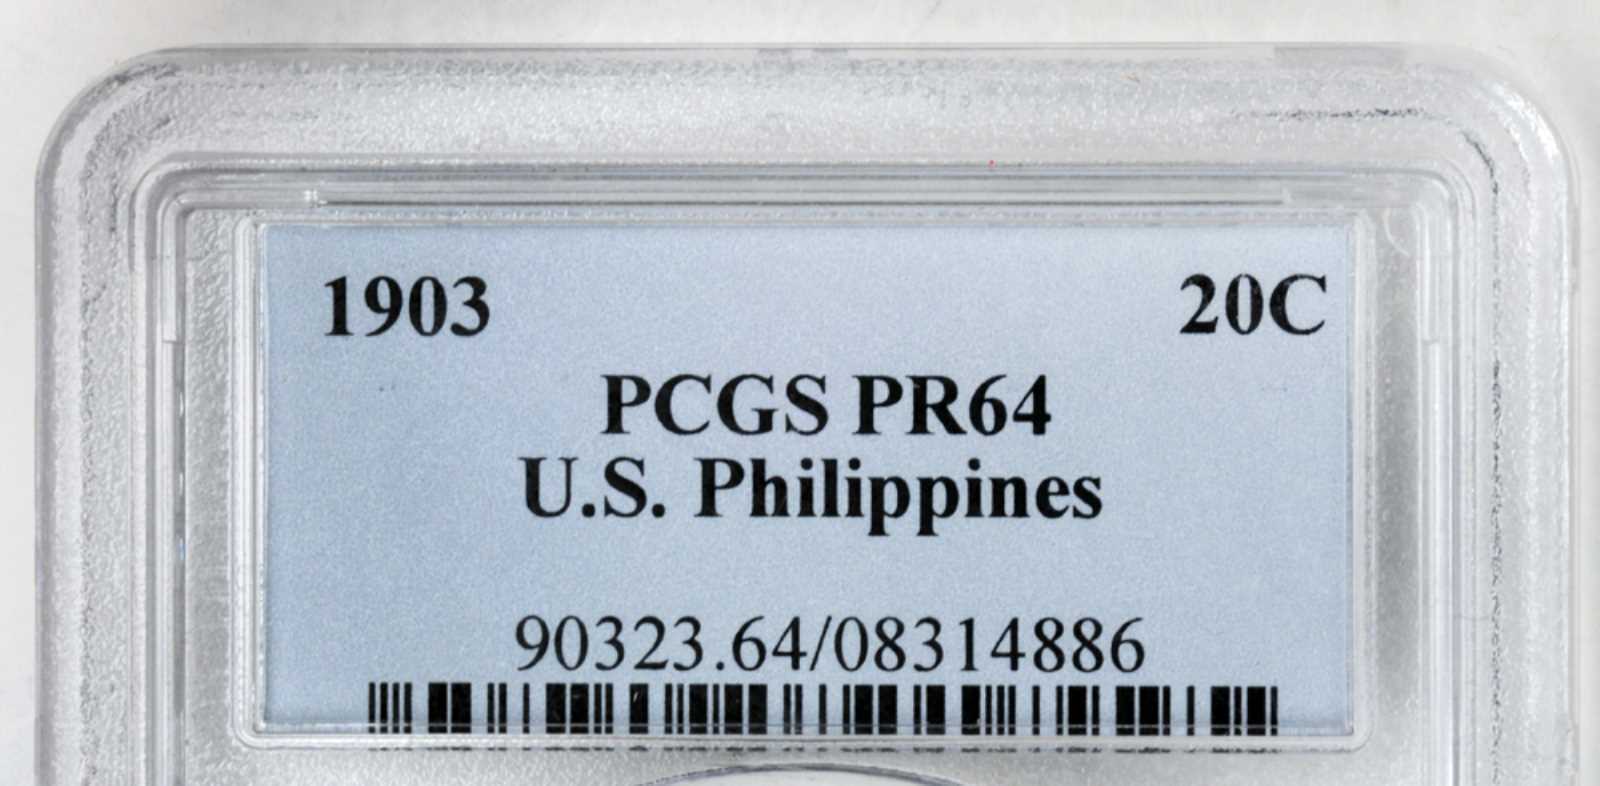 1903 20C
PCGS PR64
U.S. Philippines
90323.64/08314886